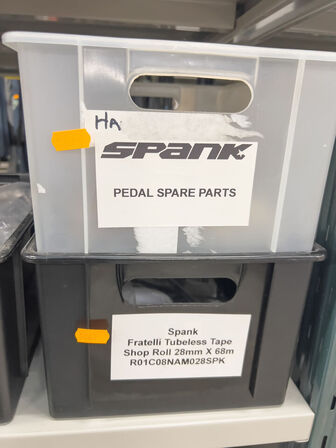 HA
SPANK
PEDAL SPARE PARTS
Spank
Fratelli Tubeless Tape
Shop Roll 28mm X 68m
R01C08NAM028SPK